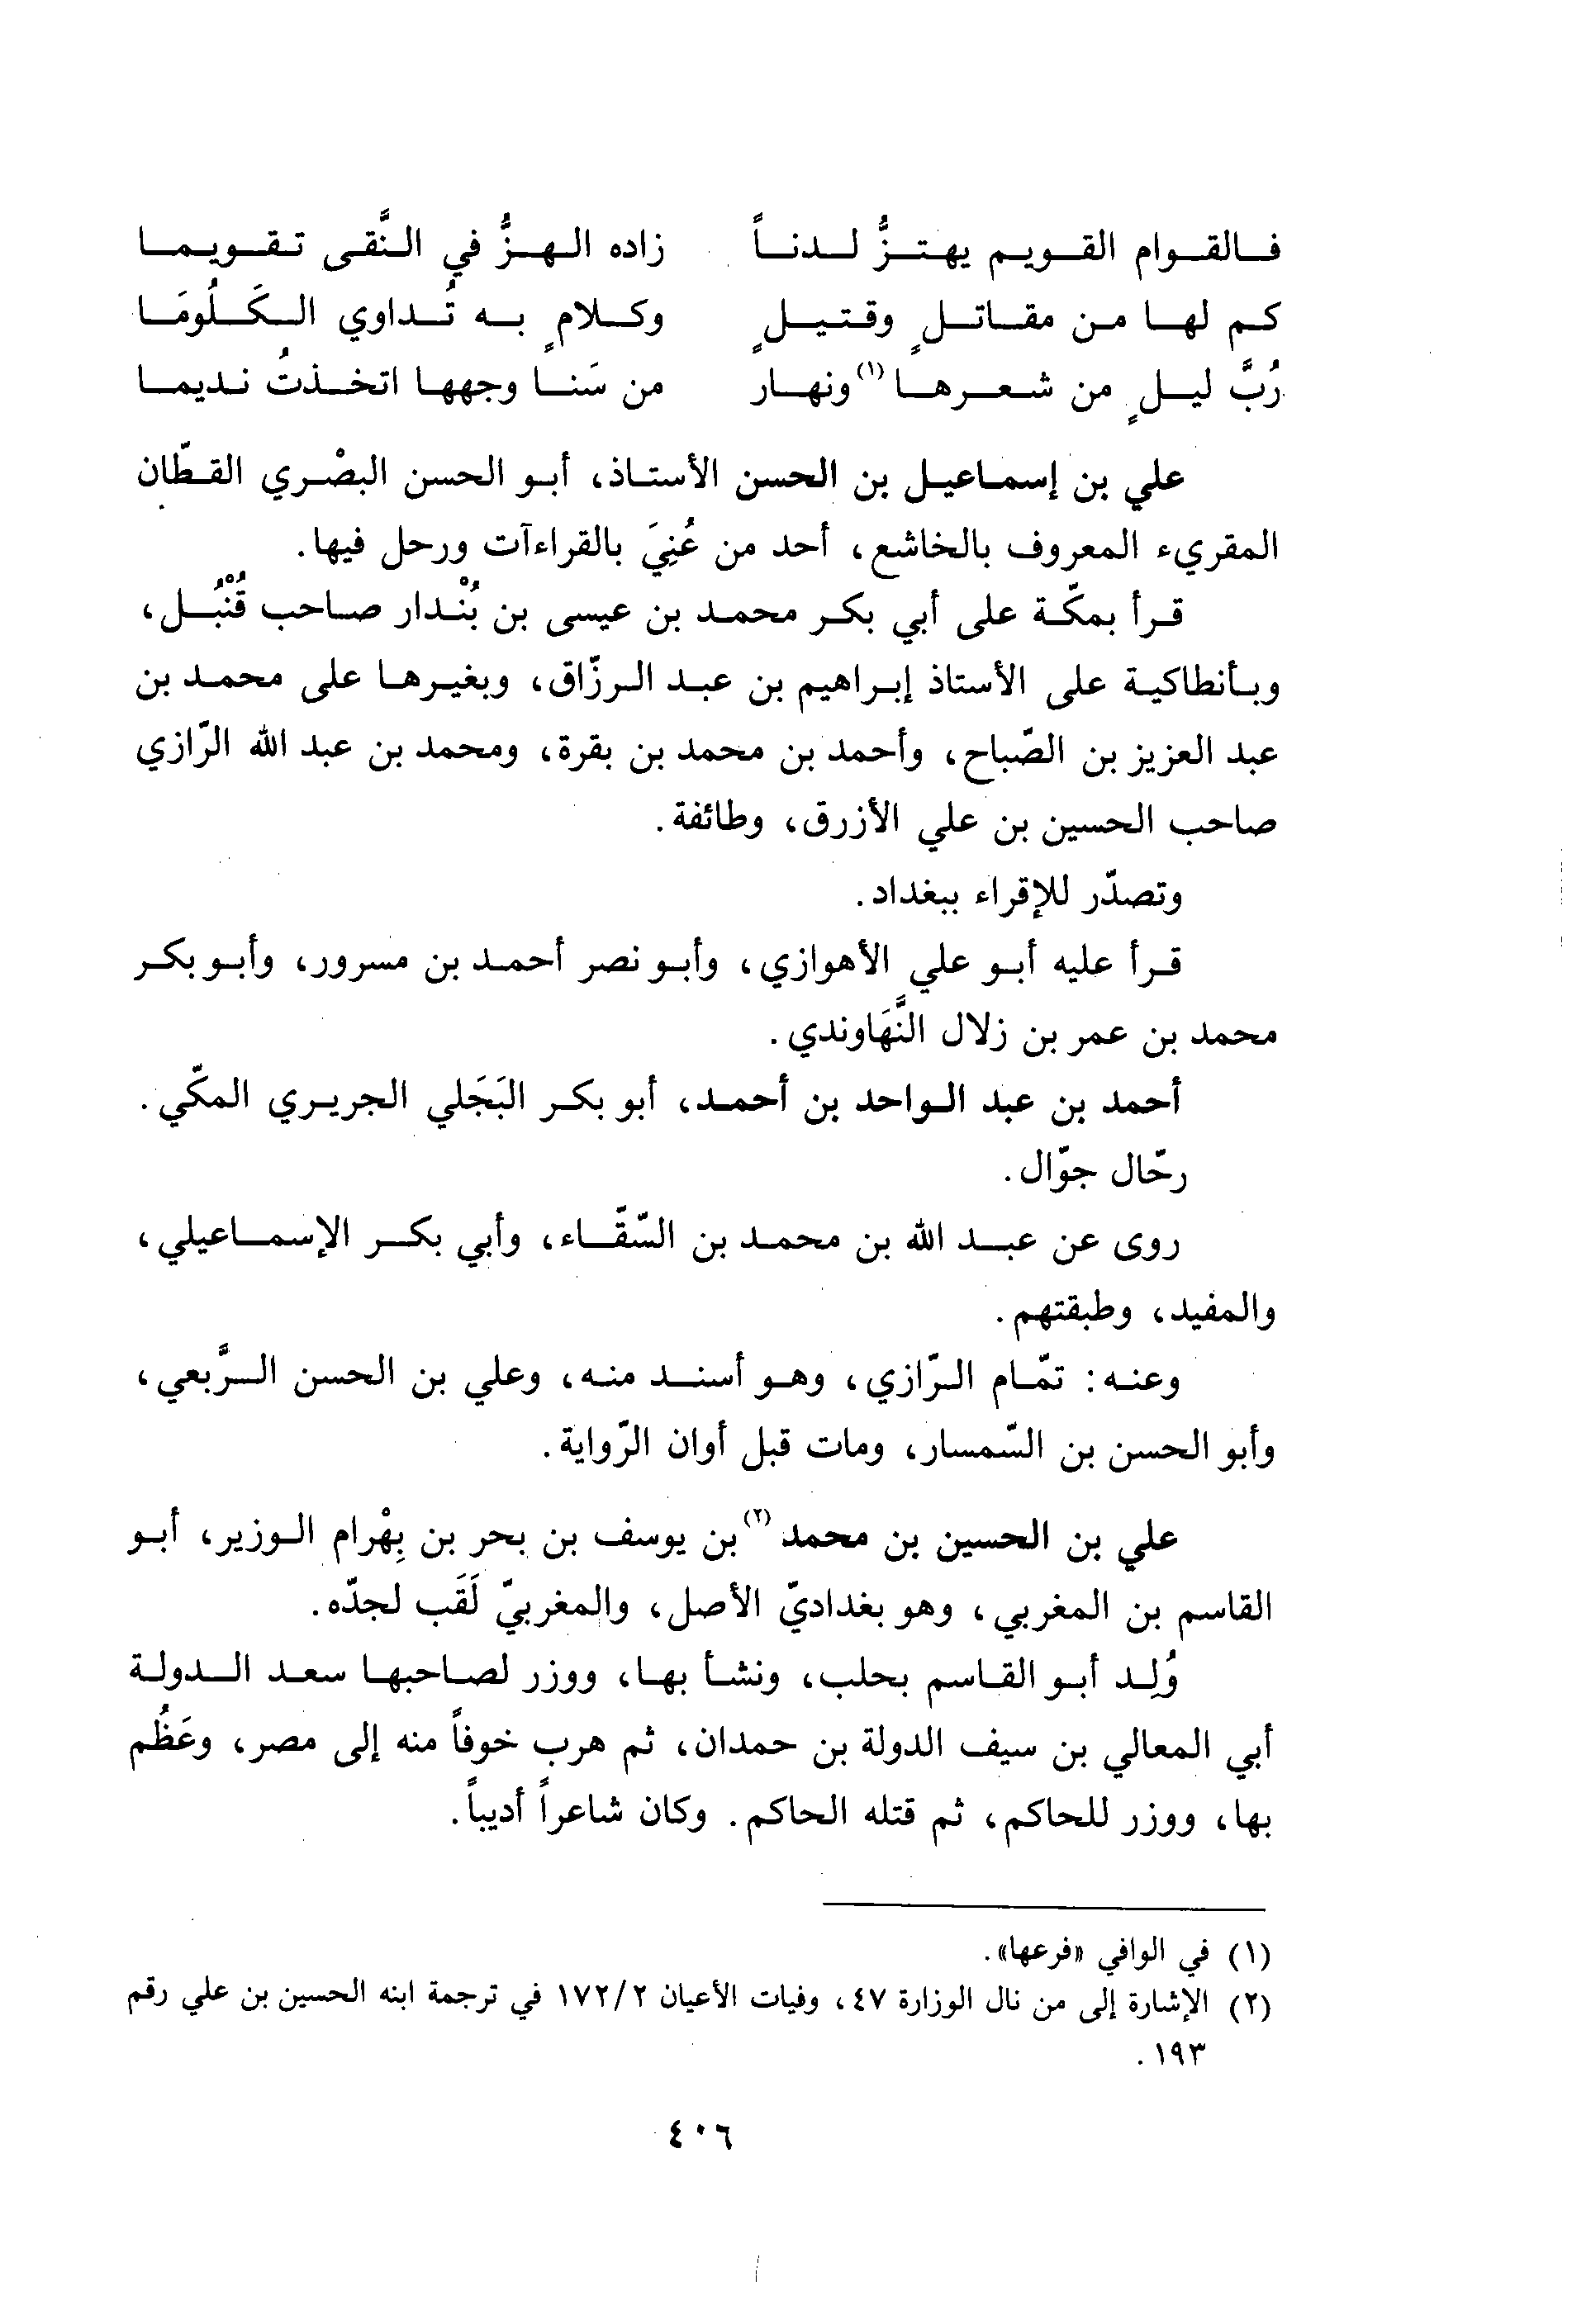 فالقوام القويم يهتزُّ لدناً زاده الهزُّ في النَّقى تقويما
كم لها من مقاتلٍ وقتيلٍ وكلامٍ به تُداوي الكَلُومَا
رُبَّ ليلٍ من شعرها(١) ونهار من سَنا وجهها اتخذتُ نديما
علي بن إسماعيل بن الحسن الأستاذ، أبو الحسن البصْري القطّان
المقريء المعروف بالخاشع، أحد من عُنِيَ بالقراءآت ورحل فيها.
قرأ بمكّة على أبي بكر محمد بن عيسى بن بُنْدار صاحب قُنْبُل،
وبأنطاكية على الأستاذ إبراهيم بن عبد الرزّاق، وبغيرها على محمد بن
عبد العزيز بن الصّباح، وأحمد بن محمد بن بقرة، ومحمد بن عبد الله الرّازي
صاحب الحسين بن علي الأزرق، وطائفة.
وتصدّر للإقراء ببغداد.
قرأ عليه أبو علي الأهوازي، وأبو نصر أحمد بن مسرور، وأبو بكر
محمد بن عمر بن زلال النَّهَاوندي.
أحمد بن عبد الواحد بن أحمد، أبو بكر البَجَلي الجريري المكّي.
رحّال جوّال.
روى عن عبد الله بن محمد بن السّقّاء، وأبي بكر الإسماعيلي،
والمفيد، وطبقتهم.
وعنه: تمّام الرّازي، وهو أسند منه، وعلي بن الحسن الرَّبعي،
وأبو الحسن بن السّمسار، ومات قبل أوان الرّواية.
علي بن الحسين بن محمد(٢) بن يوسف بن بحر بن بِهْرام الوزير، أبو
القاسم بن المغربي، وهو بغداديّ الأصل، والمغربيّ لَقَب لجدّه.
وُلِد أبو القاسم بحلب، ونشأ بها، ووزر لصاحبها سعد الدولة
أبي المعالي بن سيف الدولة بن حمدان، ثم هرب خوفاً منه إلى مصر، وعَظُم
بها، ووزر للحاكم، ثم قتله الحاكم. وكان شاعراً أديباً.
(١) في الوافي «فرعها».
(٢) الإشارة إلى من نال الوزارة ٤٧، وفيات الأعيان ١٧٢/٢ في ترجمة ابنه الحسين بن علي رقم
١٩٣.
٤٠٦